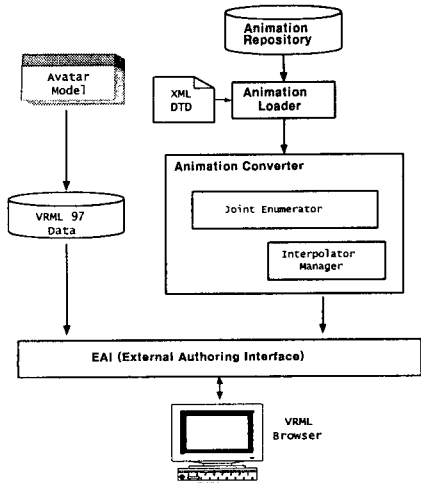 Animation
Repository
Avatar
Model
XML
DTD
Animation
Loader
Animation Converter
Joint Enumerator
VRML 97
Data
Interpolator
Manager
EAI (External Authoring Interface)
VRML
Browser